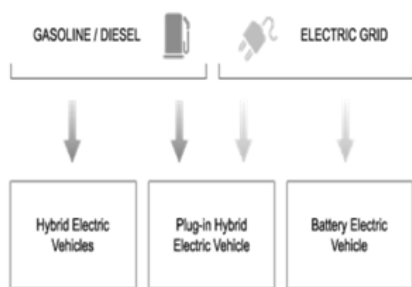 GASOLINE / DIESEL
ELECTRIC GRID
Hybrid Electric
Vehicles
Plug-in Hybrid
Electric Vehicle
Battery Electric
Vehicle